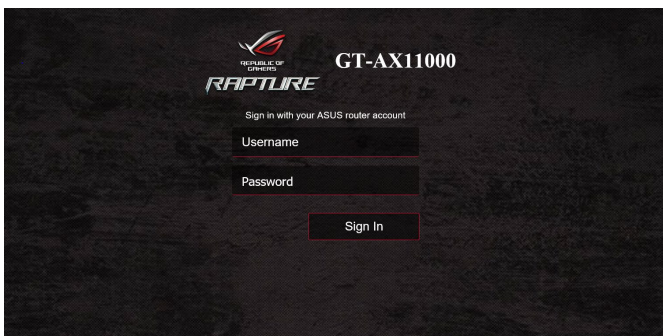 REPUBLIC OF
GAMERS
RAPTURE
GT-AX11000
Sign in with your ASUS router account
Username
Password
Sign In